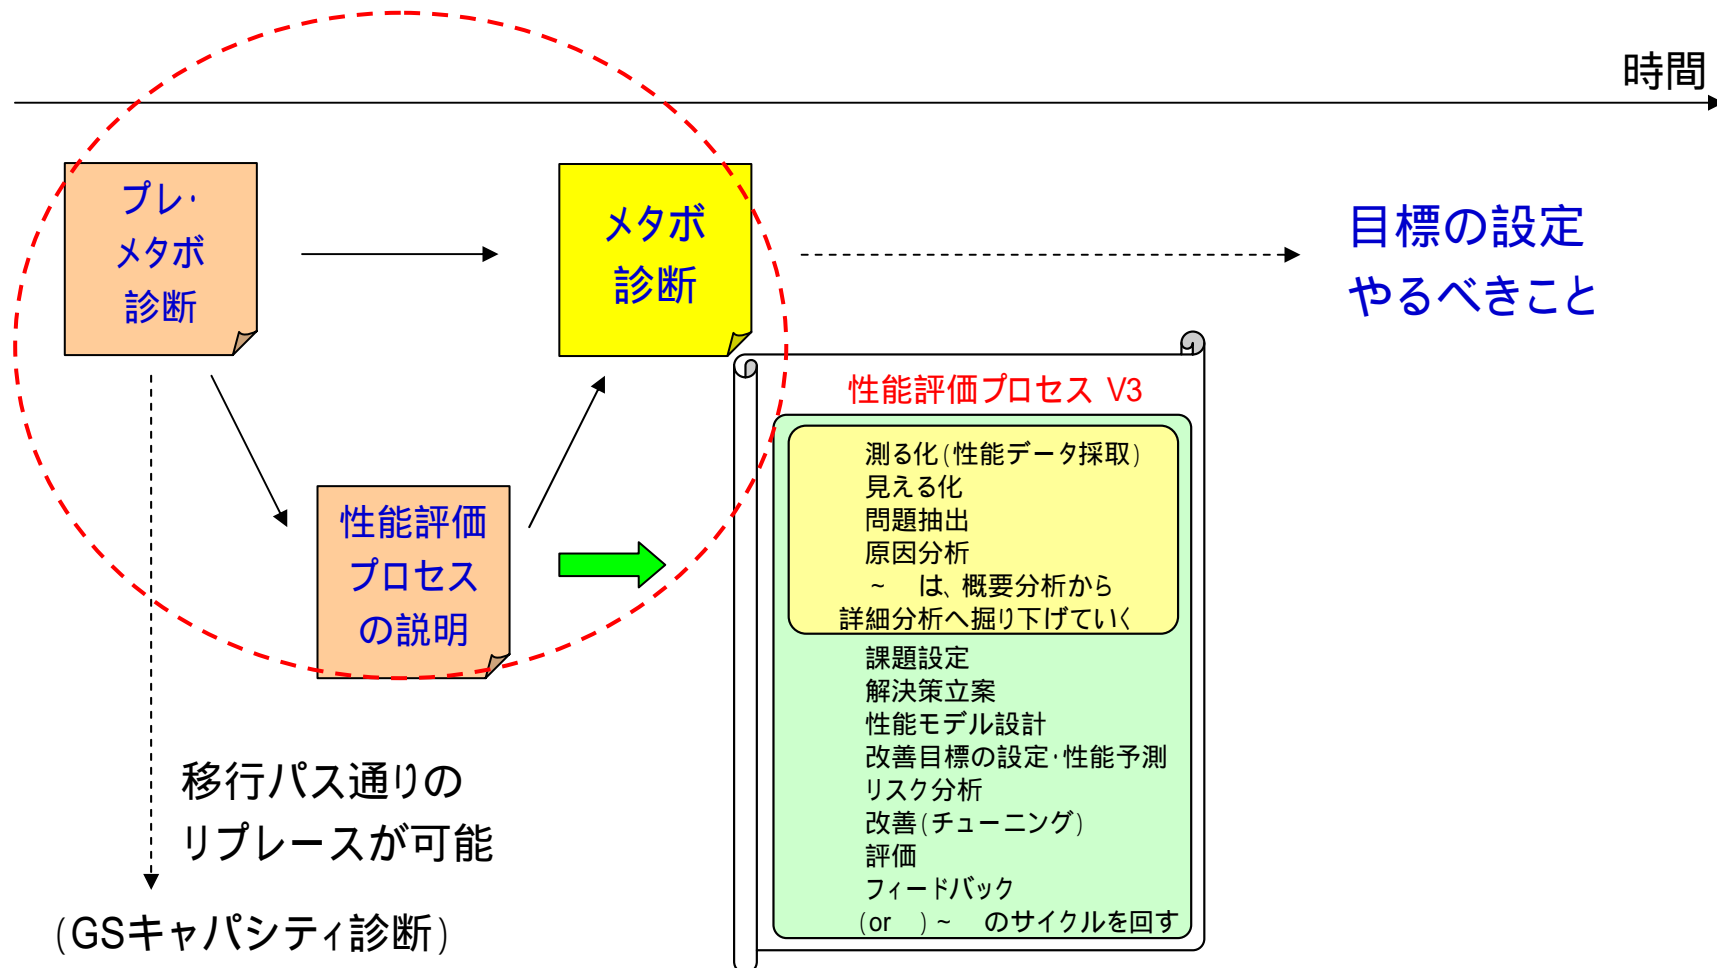 時間
プレ・
メタボ
診断
メタボ
診断
目標の設定
やるべきこと
性能評価
プロセス
の説明
移行パス通りの
リプレースが可能
(GSキャパシティ診断)
性能評価プロセス V3
測る化(性能データ採取)
見える化
問題抽出
原因分析
~ は、概要分析から
詳細分析へ掘り下げていく
課題設定
解決策立案
性能モデル設計
改善目標の設定・性能予測
リスク分析
改善(チューニング)
評価
フィードバック
(or ) ~ のサイクルを回す